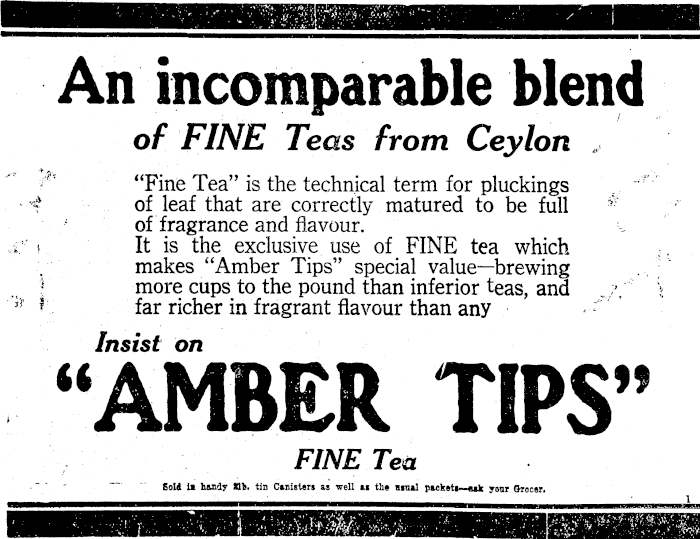 An incomparable blend
of FINE Teas from Ceylon
“Fine Tea” is the technical term for pluckings
of leaf that are correctly matured to be full
of fragrance and flavour.
It is the exclusive use of FINE tea which
makes “Amber Tips” special value—brewing
more cups to the pound than inferior teas, and
far richer in fragrant flavour than any
Insist on
“AMBER TIPS”
FINE Tea
Sold in handy lb. tin Canisters as well as the usual packets—ask your Grocer.
1